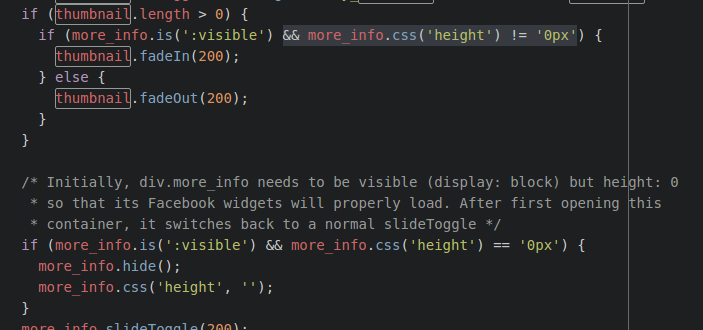 if (thumbnail.length > 0) {
if (more_info.is(':visible') && more_info.css('height') != '0px') {
thumbnail.fadeIn(200);
} else {
thumbnail.fadeOut(200);
}
}
/* Initially, div.more_info needs to be visible (display: block) but height: 0
* so that its Facebook widgets will properly load. After first opening this
* container, it switches back to a normal slideToggle */
if (more_info.is(':visible') && more_info.css('height') == '0px') {
more_info.hide();
more_info.css('height', '');
}
more_info.slideToggle(200);